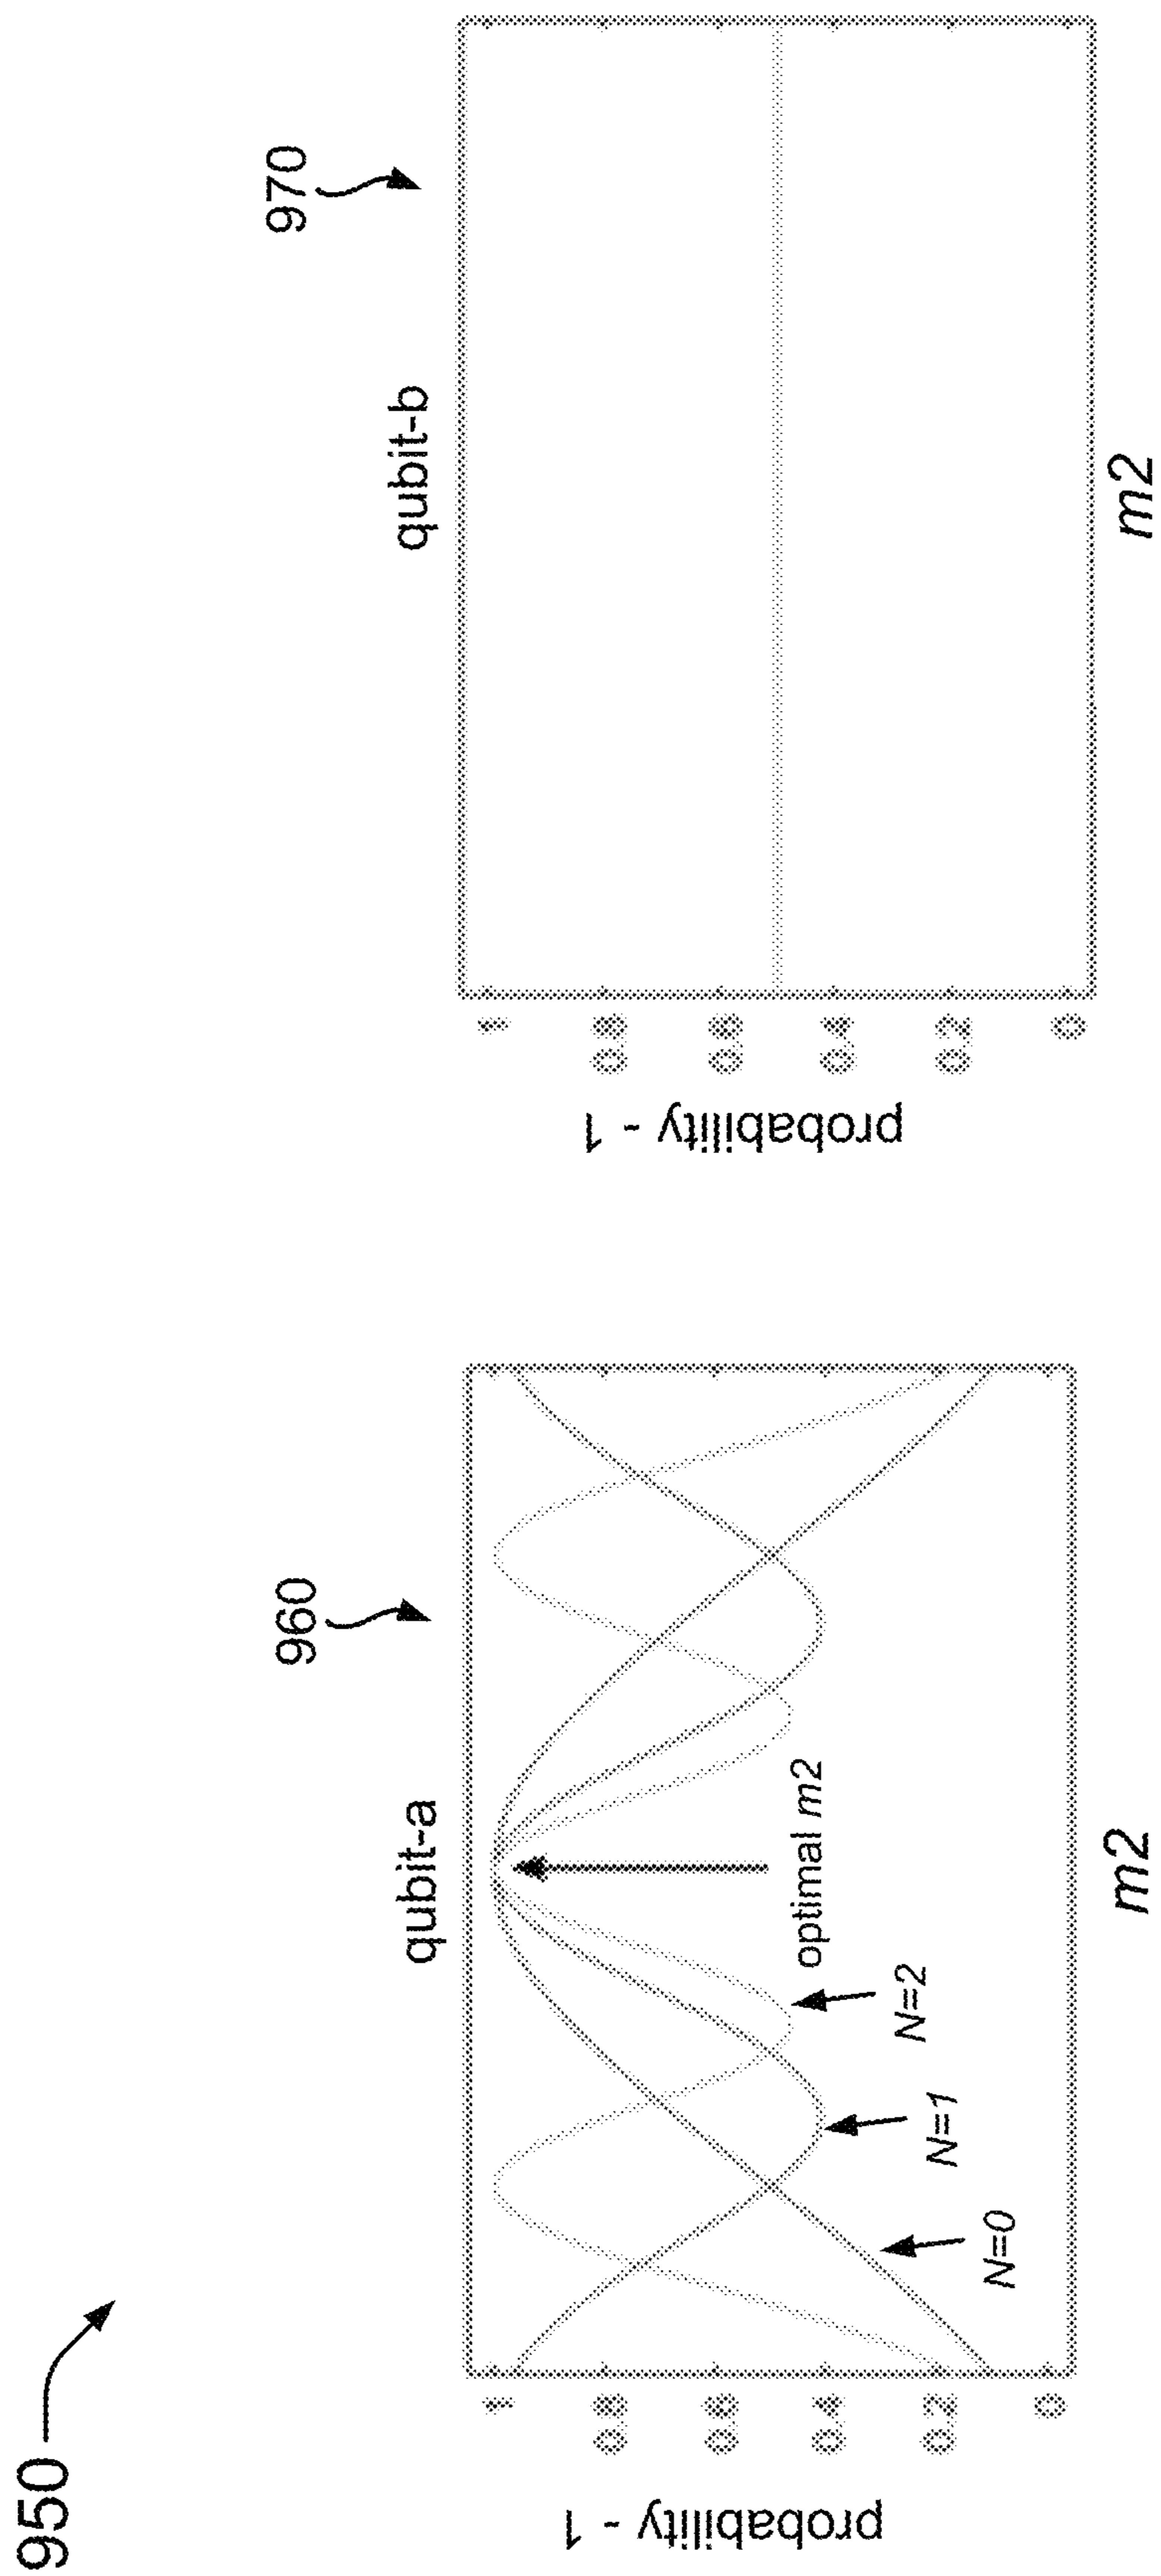 950
960
qubit-a
probability - 1
1
0.8
0.6
0.4
0.2
0
optimal m2
N=2
N=1
N=0
m2
970
qubit-b
probability - 1
1
0.8
0.6
0.4
0.2
0
m2